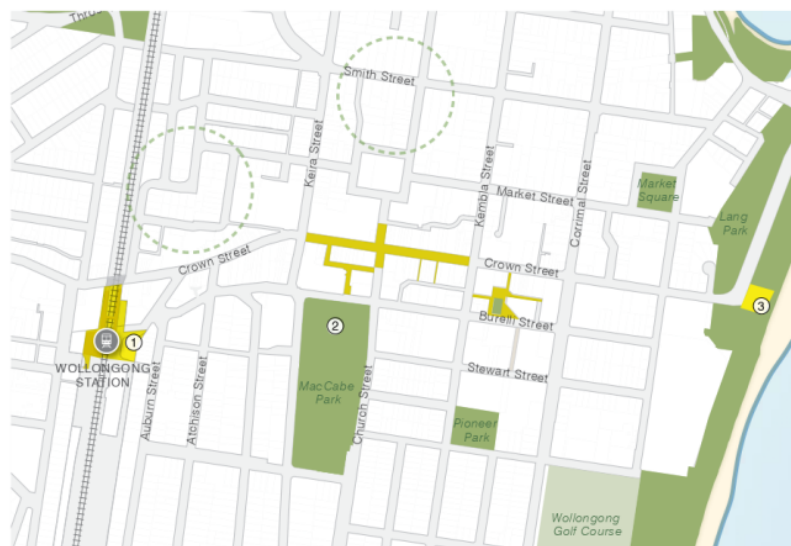 Thro
Smith Street
Keira Street
Kembla Street
Market Street
Corrimal Street
Market
Square
Lang
Park
Crown Street
Crown Street
3
1
2
Burelli Street
WOLLONGONG
STATION
Auburn Street
Atchison Street
MacCabe
Park
Church Street
Stewart Street
Pioneer
Park
Wollongong
Golf Course